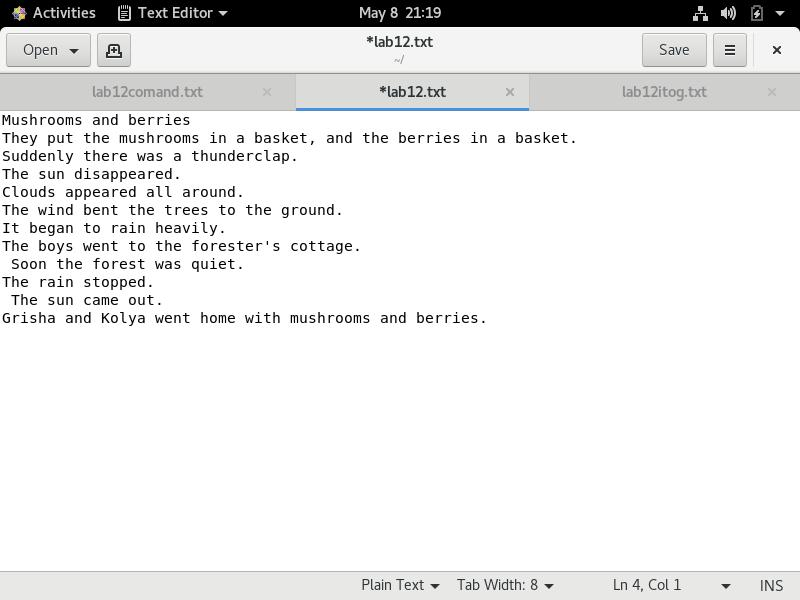 Activities Text Editor May 8 21:19
Open *lab12.txt Save
~/
lab12comand.txt *lab12.txt lab12itog.txt
Mushrooms and berries
They put the mushrooms in a basket, and the berries in a basket.
Suddenly there was a thunderclap.
The sun disappeared.
Clouds appeared all around.
The wind bent the trees to the ground.
It began to rain heavily.
The boys went to the forester's cottage.
 Soon the forest was quiet.
The rain stopped.
 The sun came out.
Grisha and Kolya went home with mushrooms and berries.
Plain Text Tab Width: 8 Ln 4, Col 1 INS